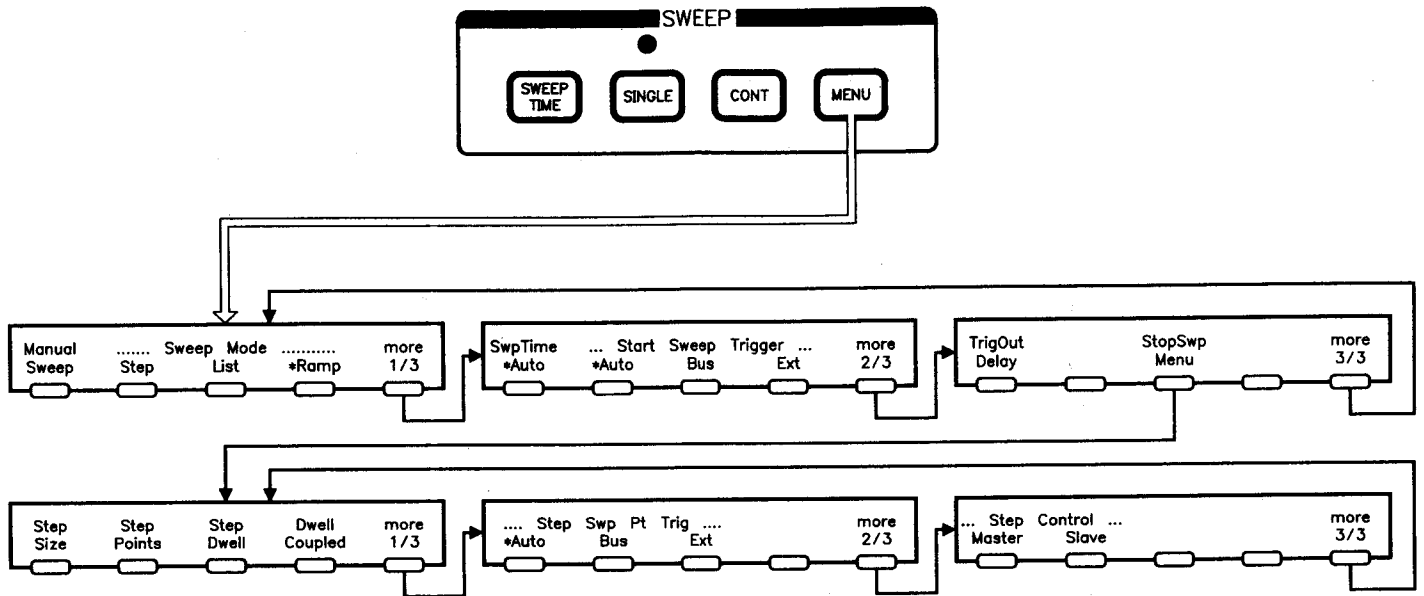 SWEEP
SWEEP
TIME
SINGLE
CONT
MENU
Manual ....... Sweep Mode ........... more
Sweep Step List *Ramp 1/3
SwpTime ... Start Sweep Trigger ... more
*Auto *Auto Bus Ext 2/3
TrigOut StopSwp more
Delay Menu 3/3
Step Step Step Dwell more
Size Points Dwell Coupled 1/3
.... Step Swp Pt Trig .... more
*Auto Bus Ext 2/3
... Step Control ... more
Master Slave 3/3